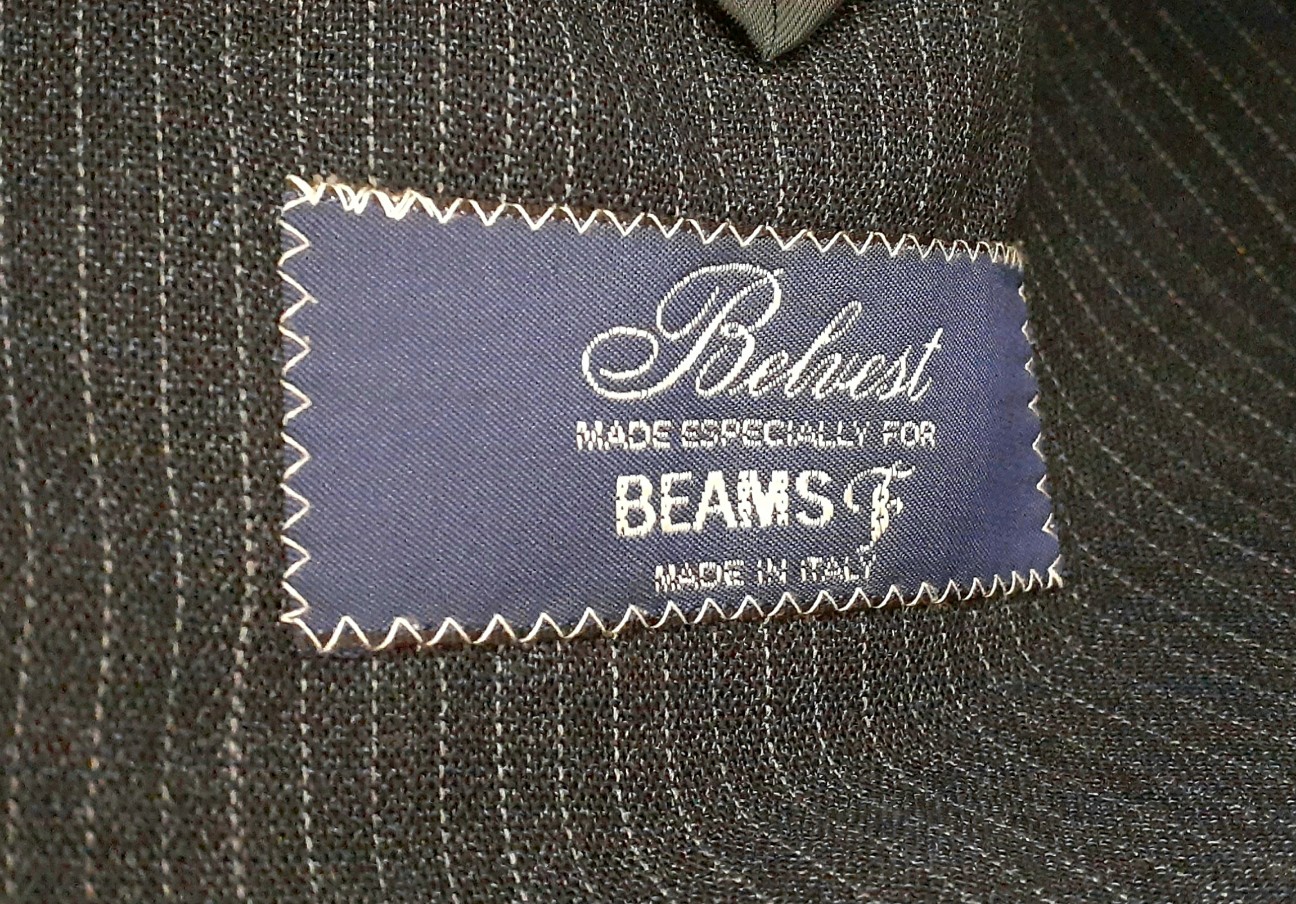 Belvest
MADE ESPECIALLY FOR
BEAMS F
MADE IN ITALY